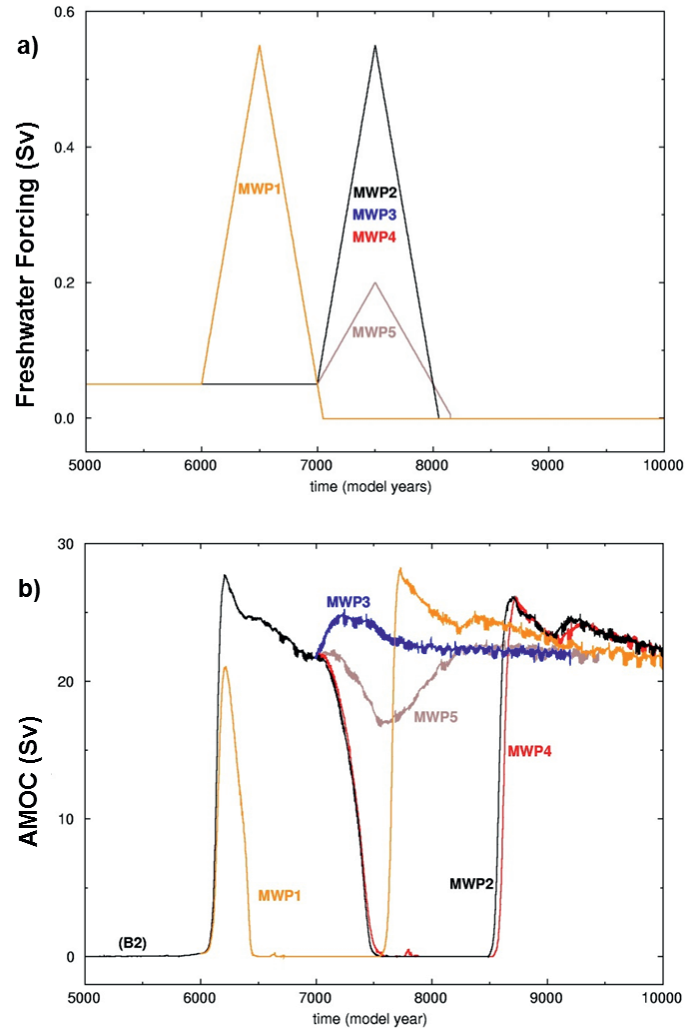 a)
Freshwater Forcing (Sv)
0.6
0.4
0.2
0.0
MWP1
MWP2
MWP3
MWP4
MWP5
5000 6000 7000 8000 9000 10000
time (model years)
b)
AMOC (Sv)
30
20
10
0
MWP3
MWP5
MWP4
MWP2
MWP1
(B2)
5000 6000 7000 8000 9000 10000
time (model year)